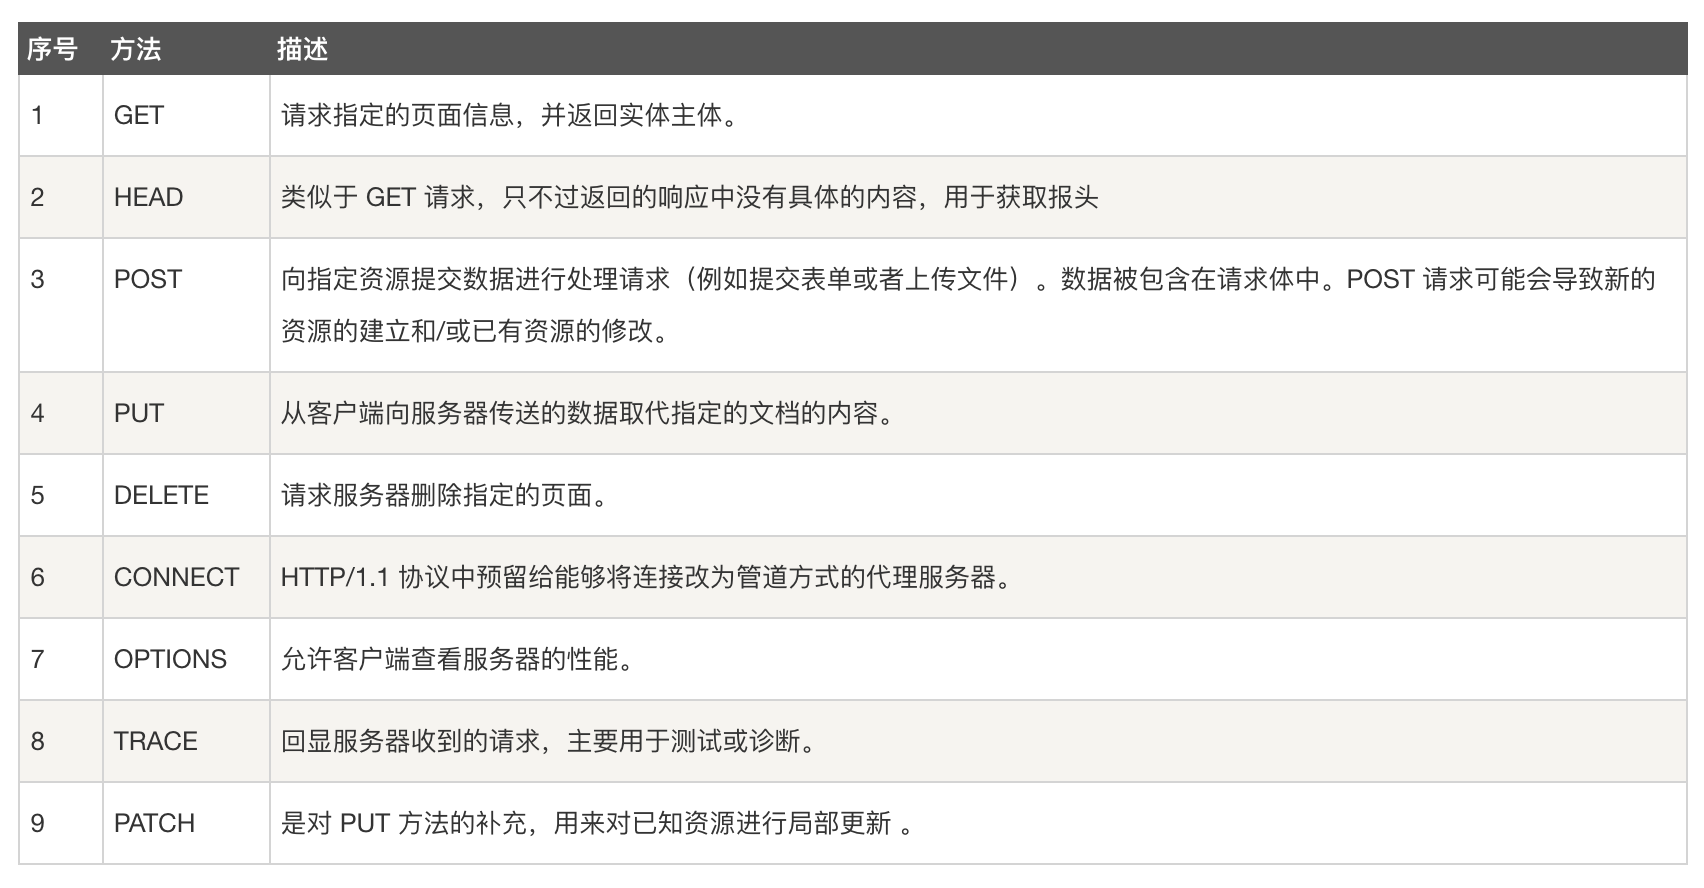 序号 方法 描述
1 GET 请求指定的页面信息，并返回实体主体。
2 HEAD 类似于 GET 请求，只不过返回的响应中没有具体的内容，用于获取报头
3 POST 向指定资源提交数据进行处理请求（例如提交表单或者上传文件）。数据被包含在请求体中。POST 请求可能会导致新的
资源的建立和/或已有资源的修改。
4 PUT 从客户端向服务器传送的数据取代指定的文档的内容。
5 DELETE 请求服务器删除指定的页面。
6 CONNECT HTTP/1.1 协议中预留给能够将连接改为管道方式的代理服务器。
7 OPTIONS 允许客户端查看服务器的性能。
8 TRACE 回显服务器收到的请求，主要用于测试或诊断。
9 PATCH 是对 PUT 方法的补充，用来对已知资源进行局部更新 。